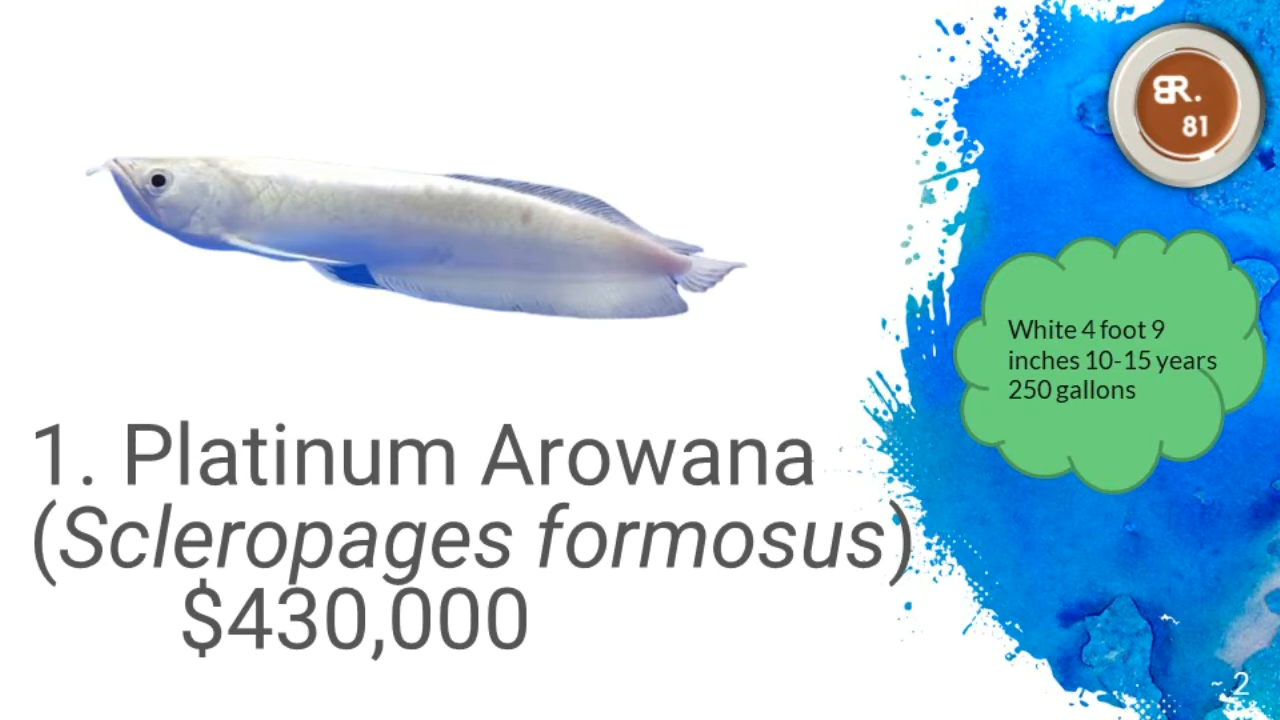 BR.
81
White 4 foot 9
inches 10-15 years
250 gallons
1. Platinum Arowana
(Scleropages formosus)
$430,000
~ 2